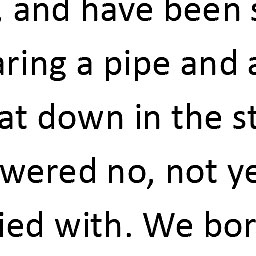 , and have been s
aring a pipe and a
at down in the st
wered no, not ye
ied with. We bor